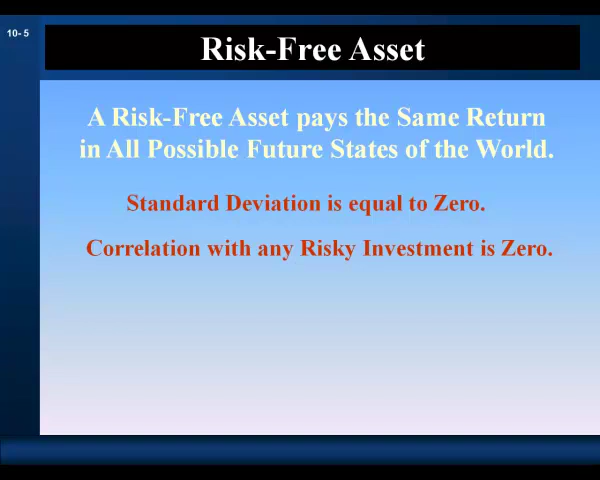 10- 5
Risk-Free Asset
A Risk-Free Asset pays the Same Return
in All Possible Future States of the World.
Standard Deviation is equal to Zero.
Correlation with any Risky Investment is Zero.